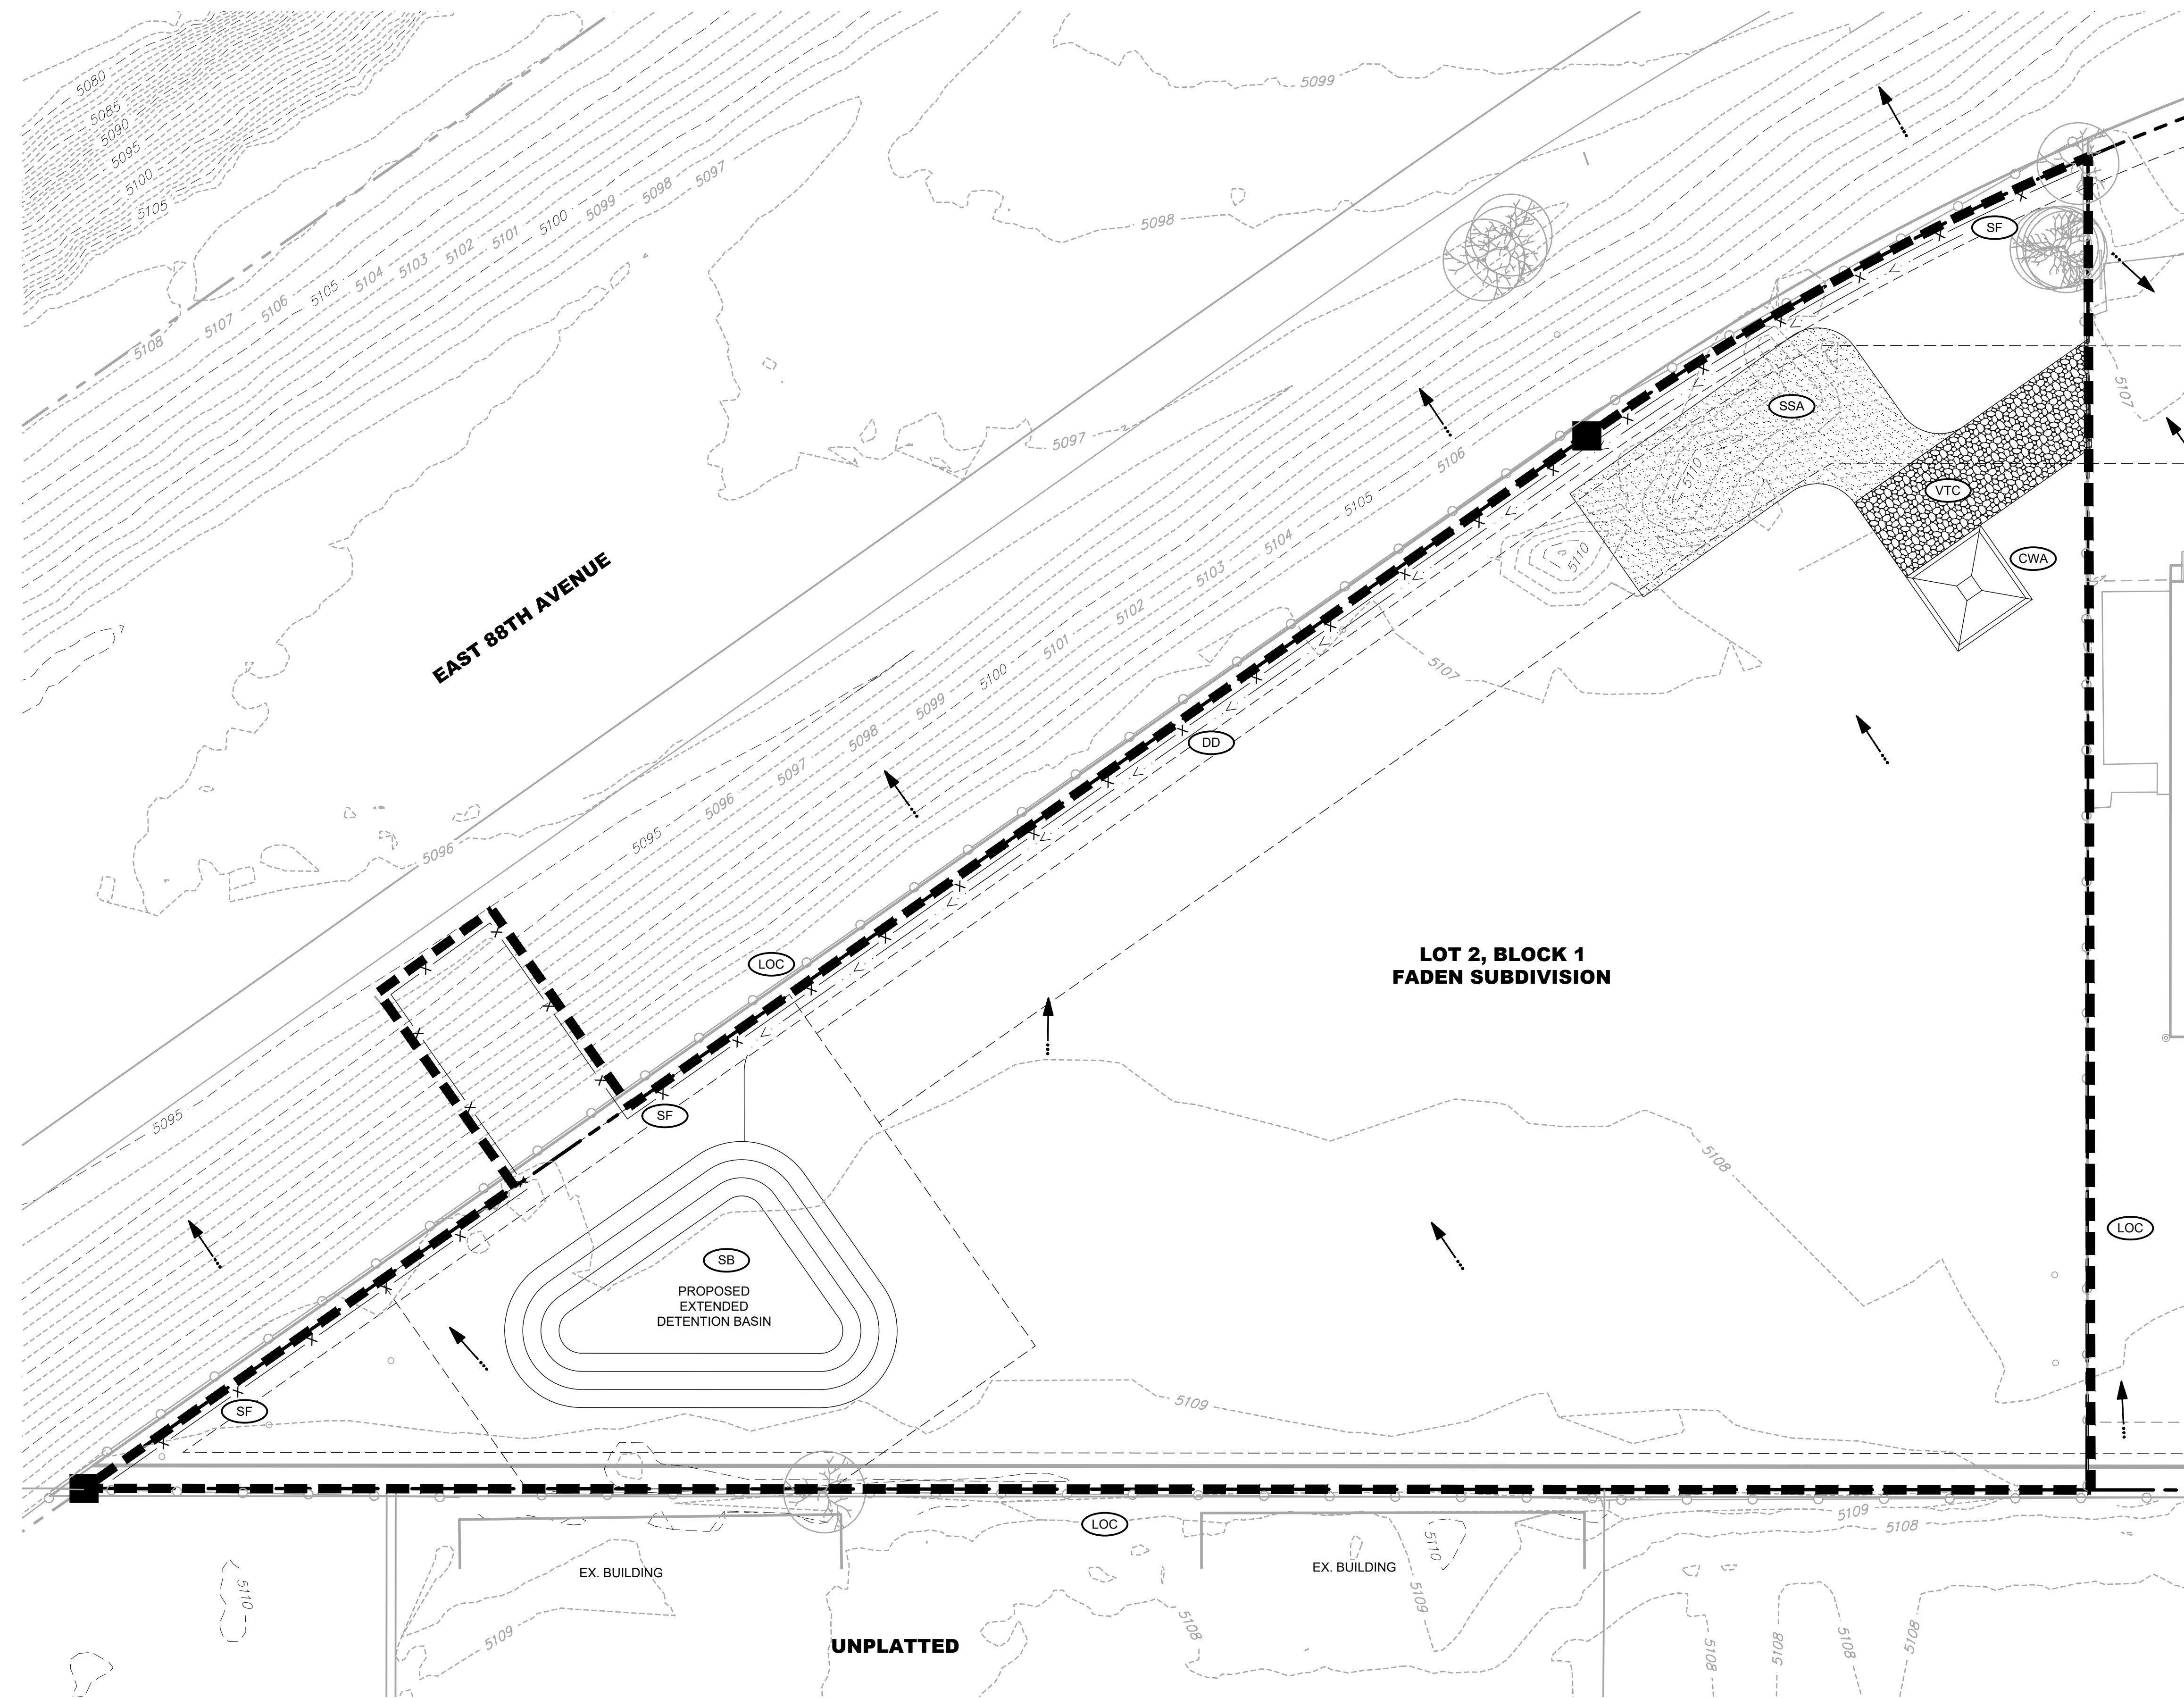 5080
5085
5090
5095
5100
5105
5108
5107
5106
5105
5104
5103
5102
5101
5100
5099
5098
5097
5099
5098
5097
SF
5107
SSA
5110
VTC
CWA
5110
5106
5105
5104
5103
5102
5101
5100
5099
5098
5097
5096
5095
5096
5095
EAST 88TH AVENUE
5107
DD
LOC
LOT 2, BLOCK 1
FADEN SUBDIVISION
SF
5108
LOC
SB
PROPOSED
EXTENDED
DETENTION BASIN
SF
5109
LOC
5109
5108
EX. BUILDING
EX. BUILDING
5110
5110
5109
5109
5108
UNPLATTED
5108
5108
5108
5108